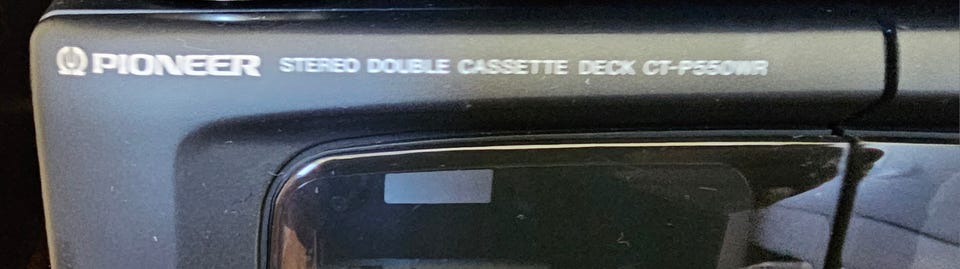 PIONEER STEREO DOUBLE CASSETTE DECK CT-P550WR